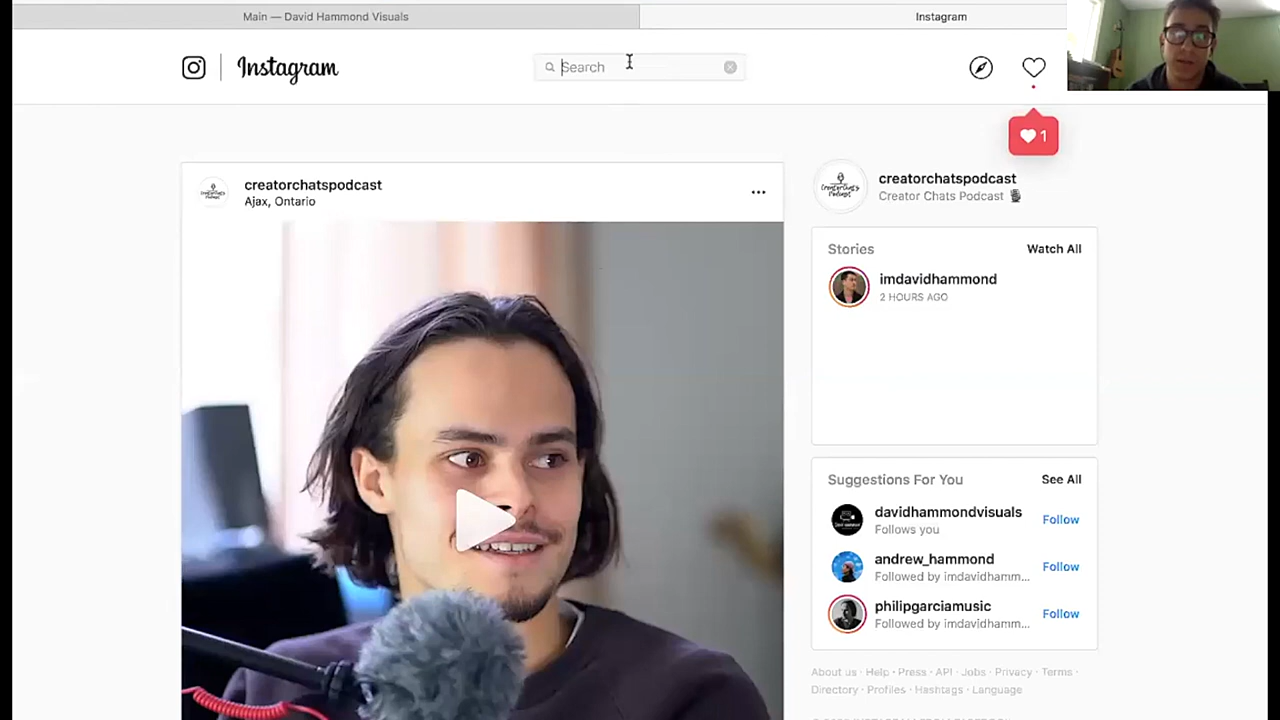 Main — David Hammond Visuals
Instagram
Instagram
Search
1
creatorchatspodcast
Ajax, Ontario
creatorchatspodcast
Creator Chats Podcast
Stories
Watch All
imdavidhammond
2 HOURS AGO
Suggestions For You
See All
davidhammondvisuals
Follows you
Follow
andrew_hammond
Followed by imdavidhamm...
Follow
philipgarciamusic
Followed by imdavidhamm...
Follow
About us · Help · Press · API · Jobs · Privacy · Terms ·
Directory · Profiles · Hashtags · Language